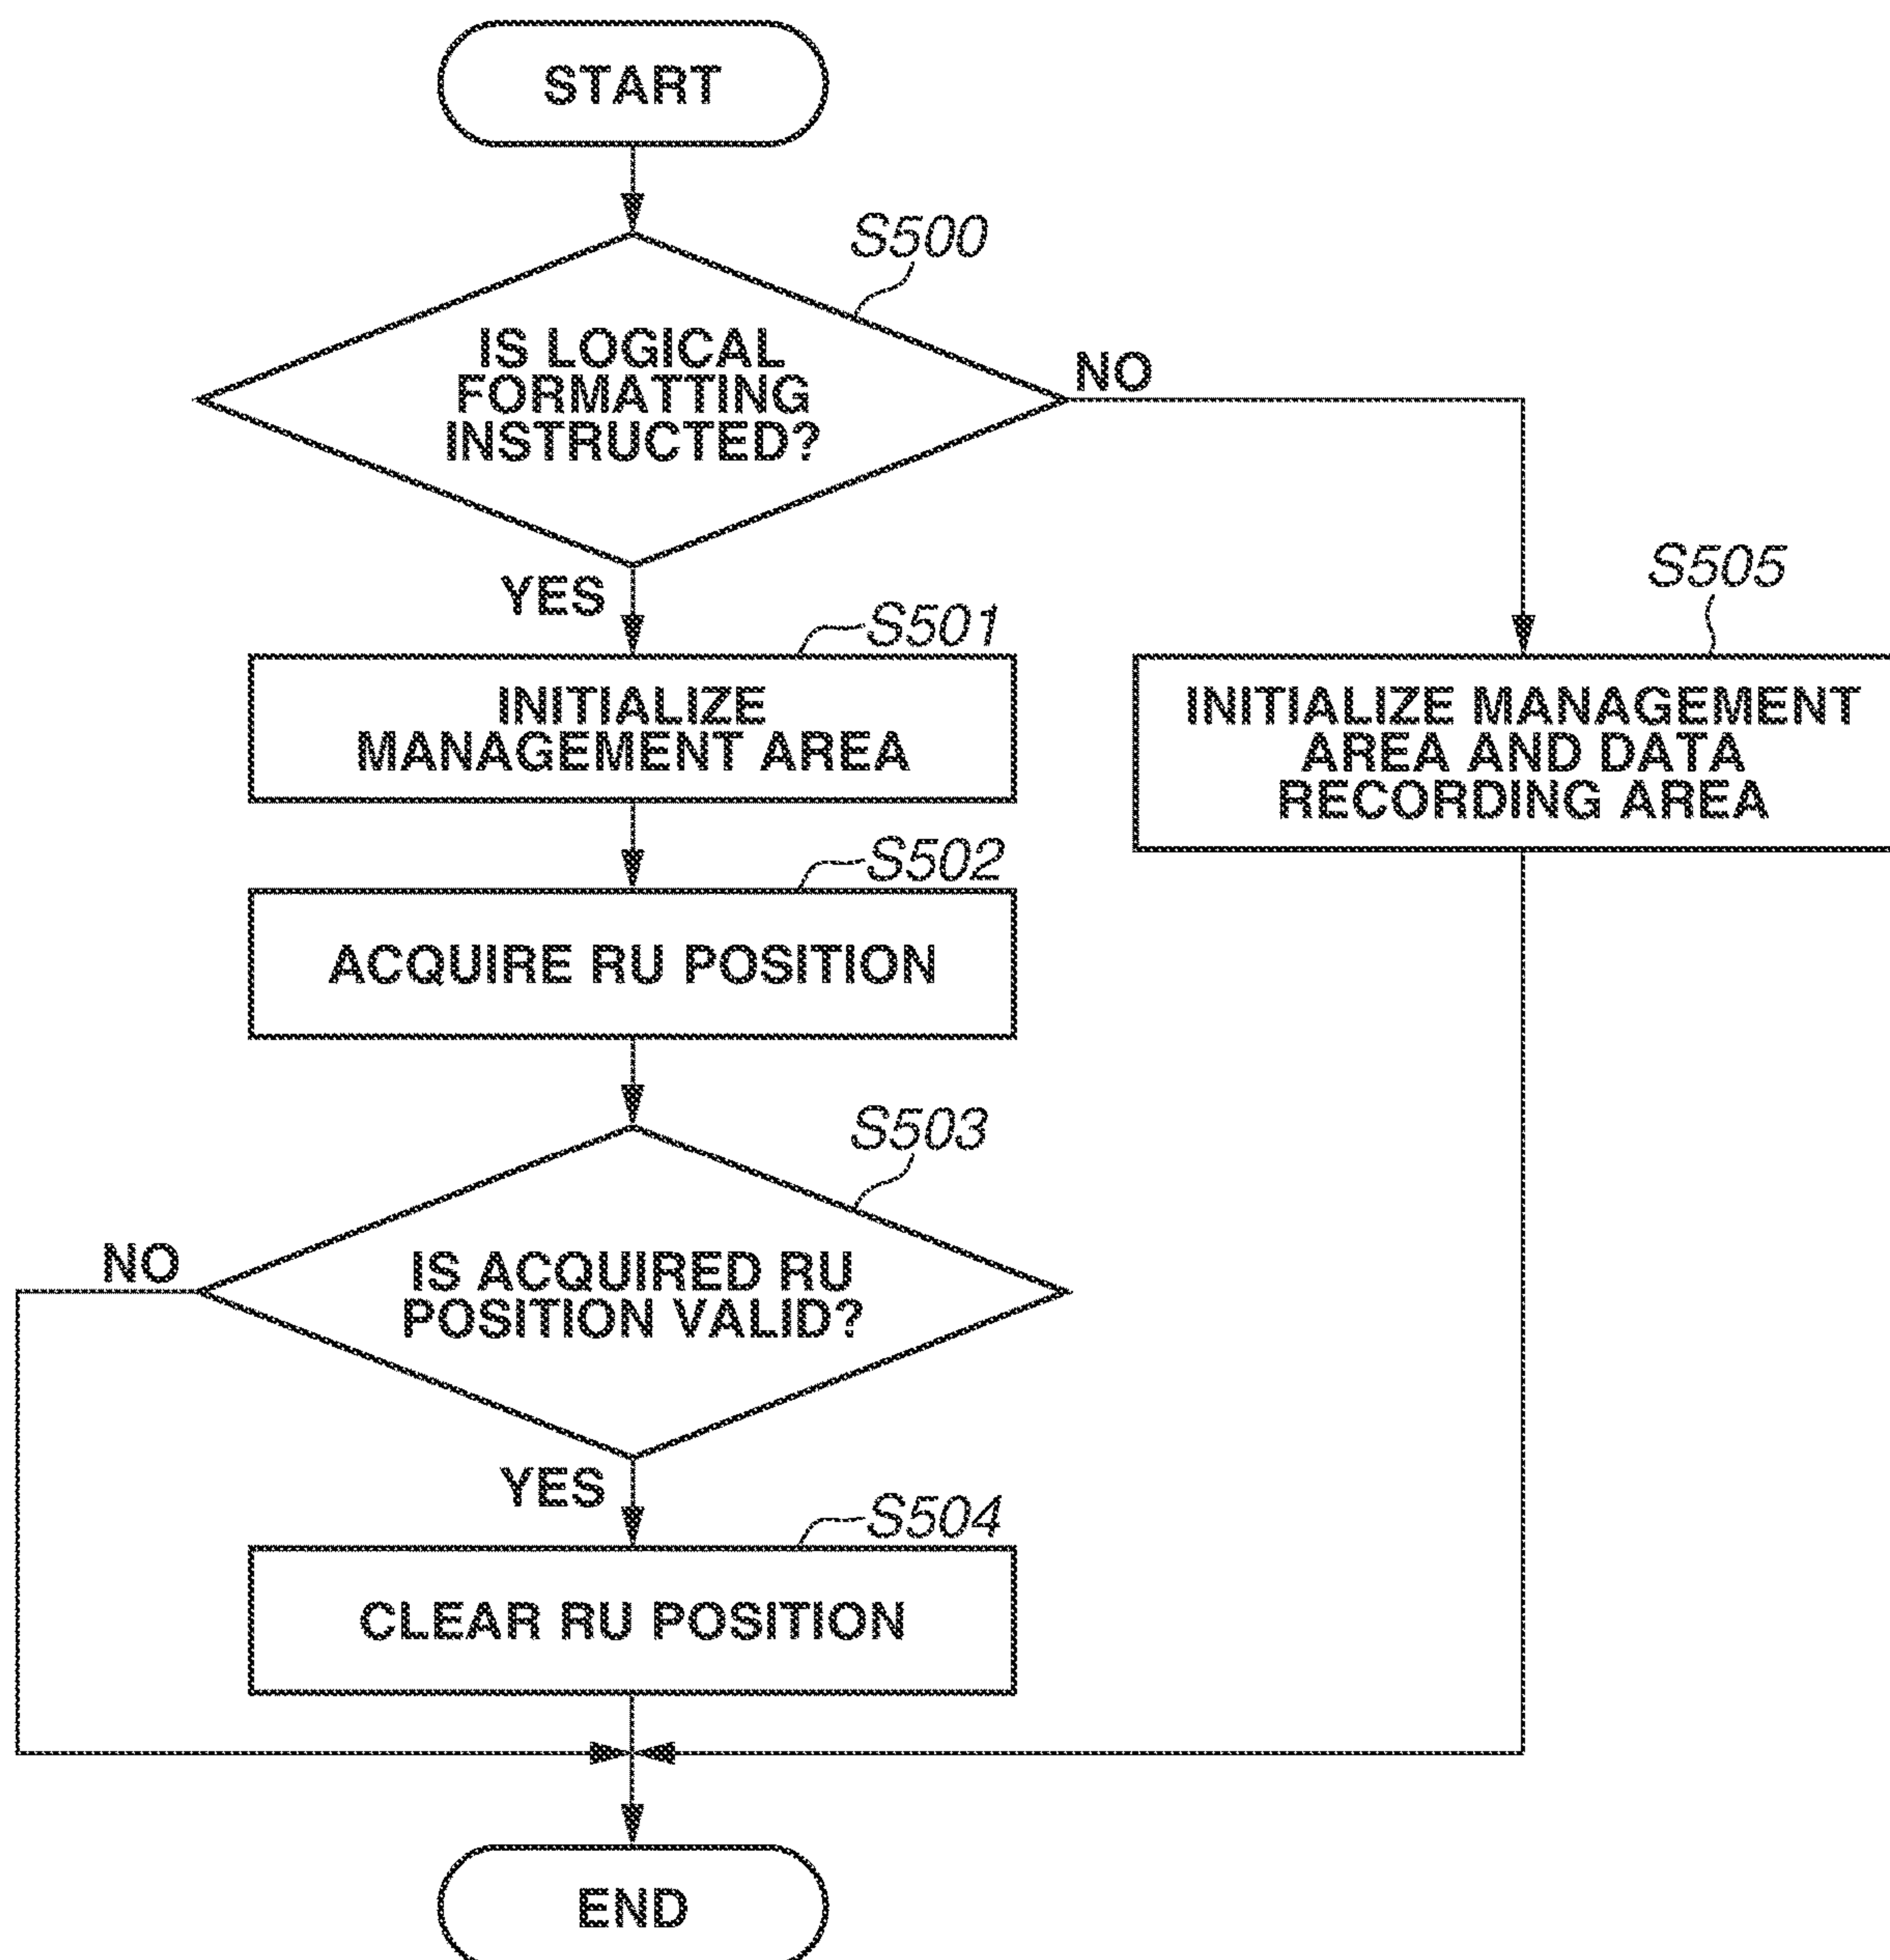 START
S500
IS LOGICAL
FORMATTING
INSTRUCTED?
NO
YES
S501
INITIALIZE
MANAGEMENT AREA
S505
INITIALIZE MANAGEMENT
AREA AND DATA
RECORDING AREA
S502
ACQUIRE RU POSITION
S503
IS ACQUIRED RU
POSITION VALID?
NO
YES
S504
CLEAR RU POSITION
END